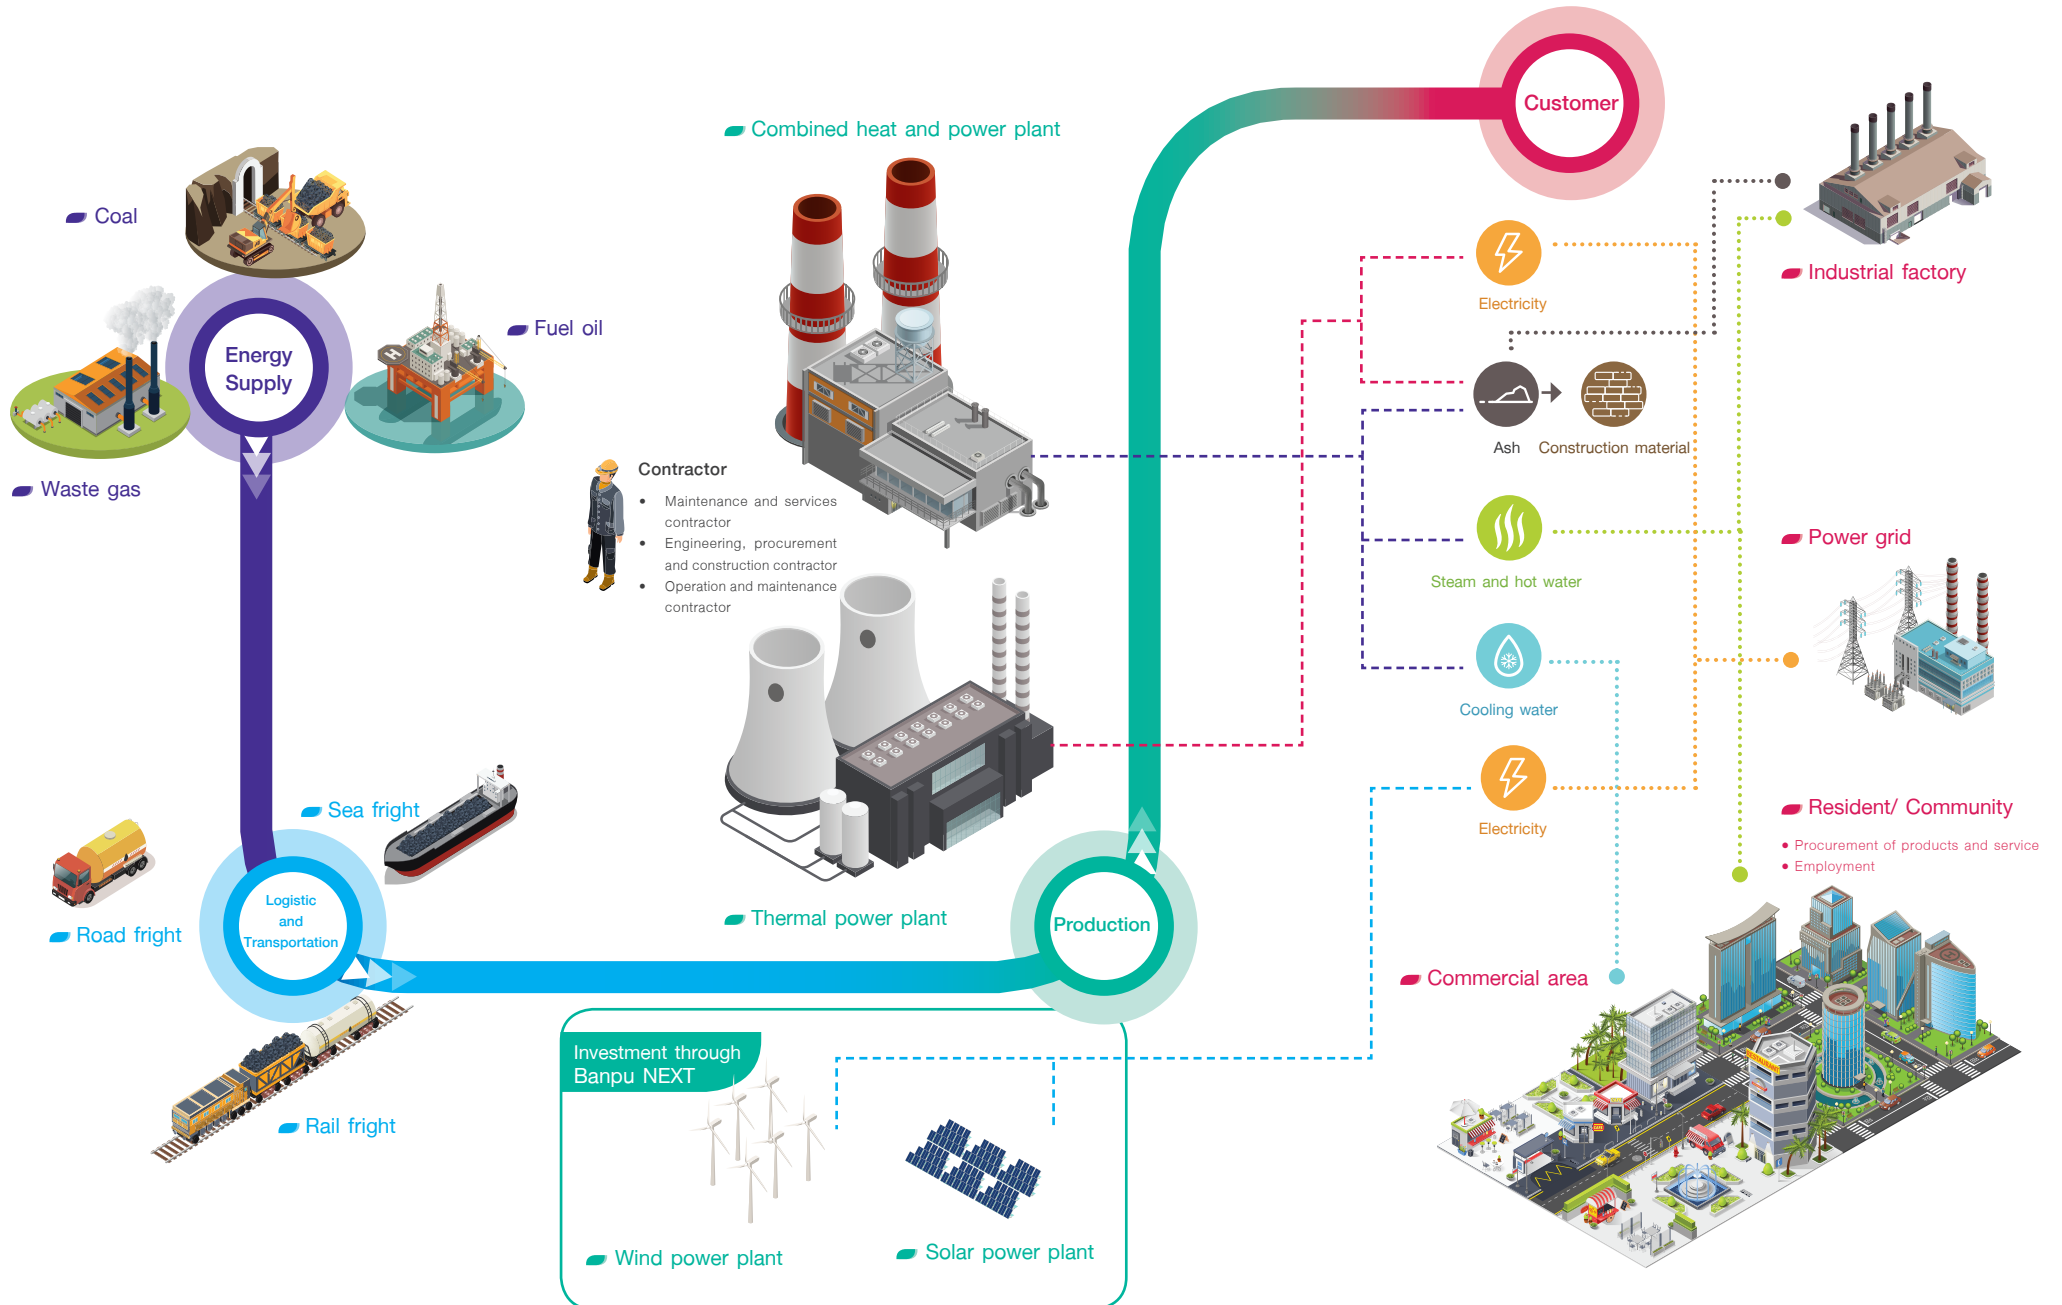 Customer
Combined heat and power plant
Coal
Fuel oil
Energy
Supply
Waste gas
Contractor
• Maintenance and services
contractor
• Engineering, procurement
and construction contractor
• Operation and maintenance
contractor
Electricity
Industrial factory
Ash
Construction material
Steam and hot water
Power grid
Cooling water
Electricity
Sea fright
Road fright
Logistic
and
Transportation
Rail fright
Thermal power plant
Production
Resident/ Community
• Procurement of products and service
• Employment
Commercial area
RESTAURANT
Investment through
Banpu NEXT
Wind power plant
Solar power plant
H